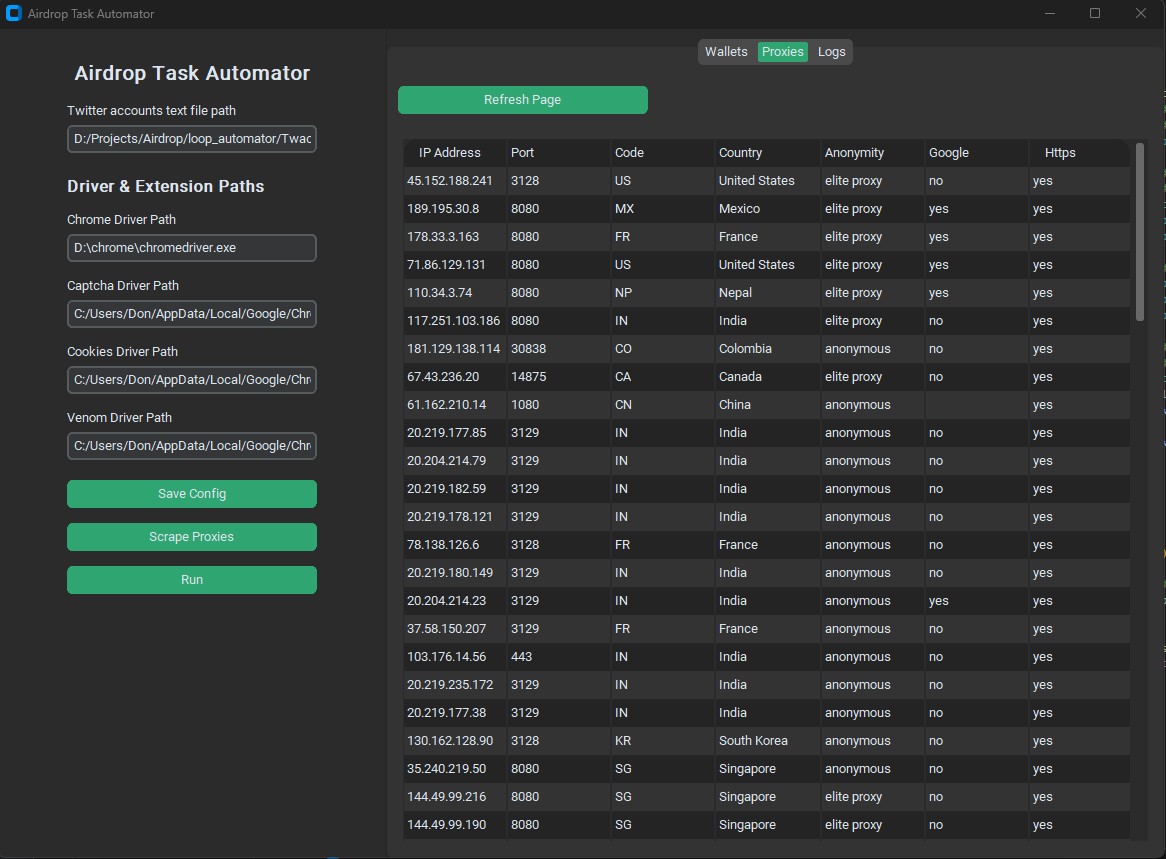 Airdrop Task Automator
Airdrop Task Automator
Twitter accounts text file path
D:/Projects/Airdrop/loop_automator/Twac
Driver & Extension Paths
Chrome Driver Path
D:\chrome\chromedriver.exe
Captcha Driver Path
C:/Users/Don/AppData/Local/Google/Chr
Cookies Driver Path
C:/Users/Don/AppData/Local/Google/Chr
Venom Driver Path
C:/Users/Don/AppData/Local/Google/Chr
Save Config
Scrape Proxies
Run
Wallets Proxies Logs
Refresh Page
IP Address Port Code Country Anonymity Google Https
45.152.188.241 3128 US United States elite proxy no yes
189.195.30.8 8080 MX Mexico elite proxy yes yes
178.33.3.163 8080 FR France elite proxy yes yes
71.86.129.131 8080 US United States elite proxy yes yes
110.34.3.74 8080 NP Nepal elite proxy yes yes
117.251.103.186 8080 IN India elite proxy no yes
181.129.138.114 30838 CO Colombia anonymous no yes
67.43.236.20 14875 CA Canada elite proxy no yes
61.162.210.14 1080 CN China anonymous yes
20.219.177.85 3129 IN India anonymous no yes
20.204.214.79 3129 IN India anonymous no yes
20.219.182.59 3129 IN India anonymous no yes
20.219.178.121 3129 IN India anonymous no yes
78.138.126.6 3128 FR France anonymous no yes
20.219.180.149 3129 IN India anonymous no yes
20.204.214.23 3129 IN India anonymous yes yes
37.58.150.207 3129 FR France anonymous no yes
103.176.14.56 443 IN India anonymous no yes
20.219.235.172 3129 IN India anonymous no yes
20.219.177.38 3129 IN India anonymous no yes
130.162.128.90 3128 KR South Korea anonymous no yes
35.240.219.50 8080 SG Singapore anonymous no yes
144.49.99.216 8080 SG Singapore elite proxy no yes
144.49.99.190 8080 SG Singapore elite proxy no yes